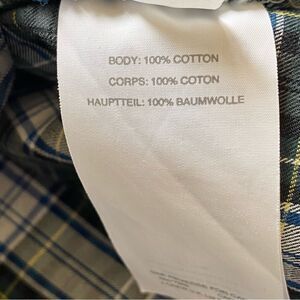 BODY: 100% COTTON
CORPS: 100% COTON
HAUPTTEIL: 100% BAUMWOLLE